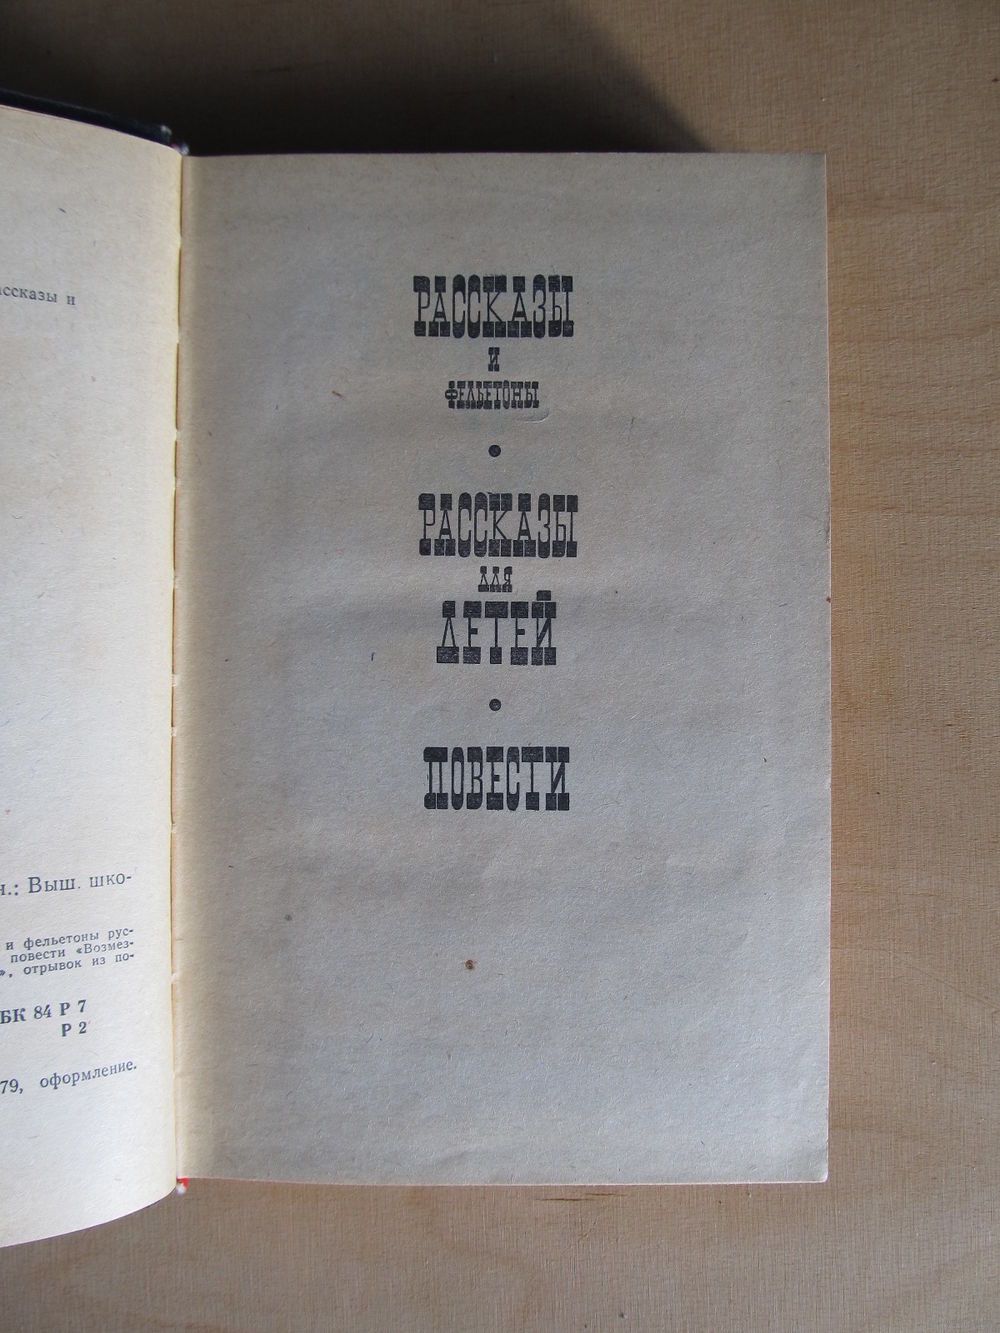 ассказы и
н.: Выш. шко-
и фельетоны рус-
повести «Возмез-
», отрывок из по-
БК 84 Р 7
Р 2
79, оформление.
РАССКАЗЫ
И
ФЕЛЬЕТОНЫ
•
РАССКАЗЫ
ДЛЯ
ДЕТЕЙ
•
ПОВЕСТИ